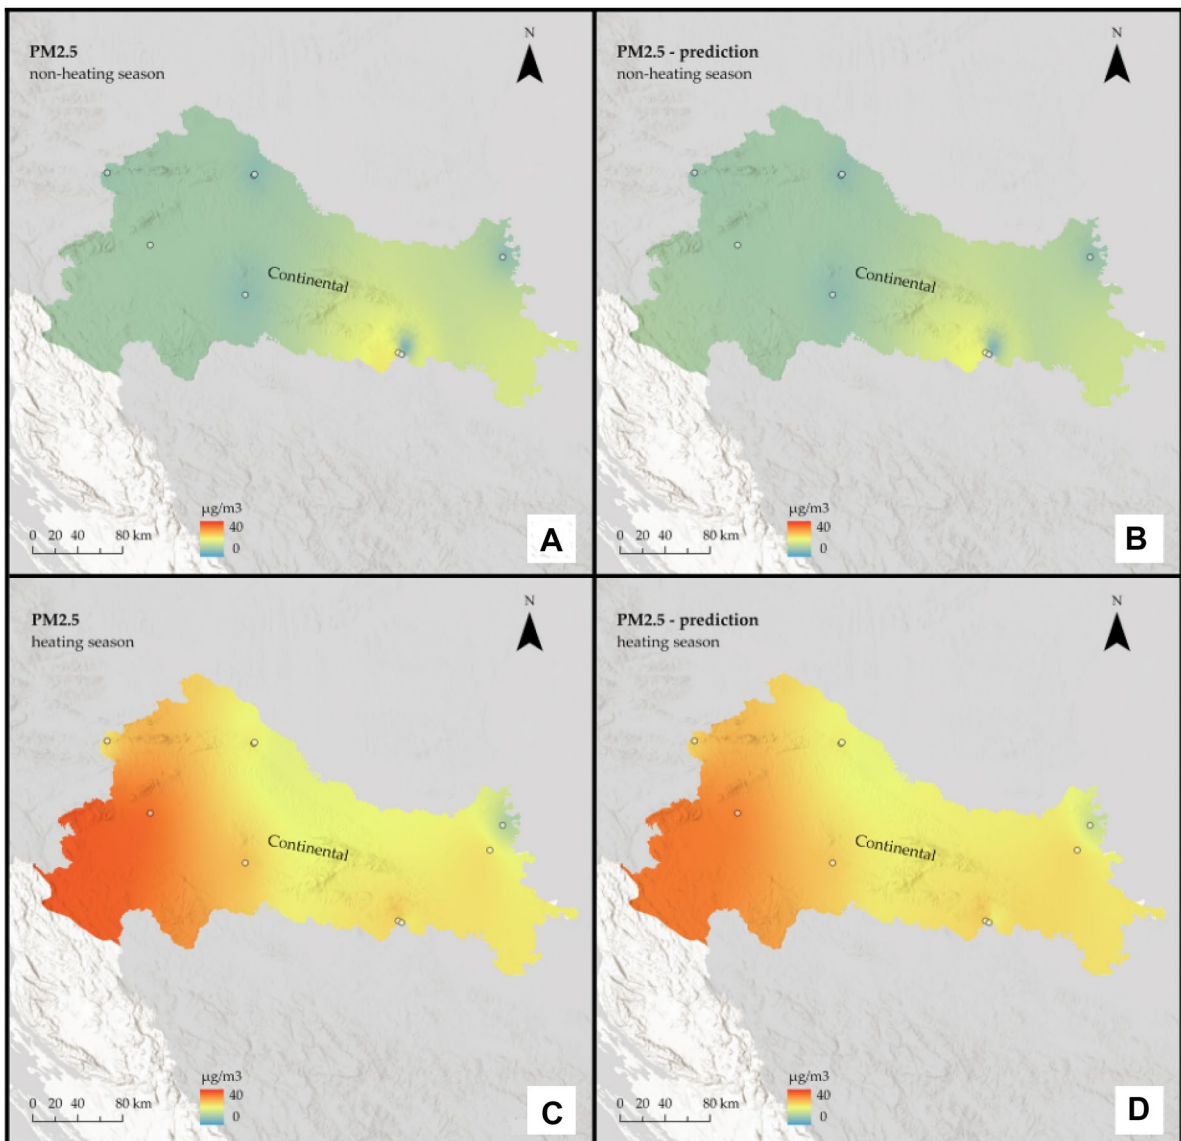 PM2.5
non-heating season
N
Continental
µg/m3
40
0
0 20 40 80 km
A
PM2.5 - prediction
non-heating season
N
Continental
µg/m3
40
0
0 20 40 80 km
B
PM2.5
heating season
N
Continental
µg/m3
40
0
0 20 40 80 km
C
PM2.5 - prediction
heating season
N
Continental
µg/m3
40
0
0 20 40 80 km
D